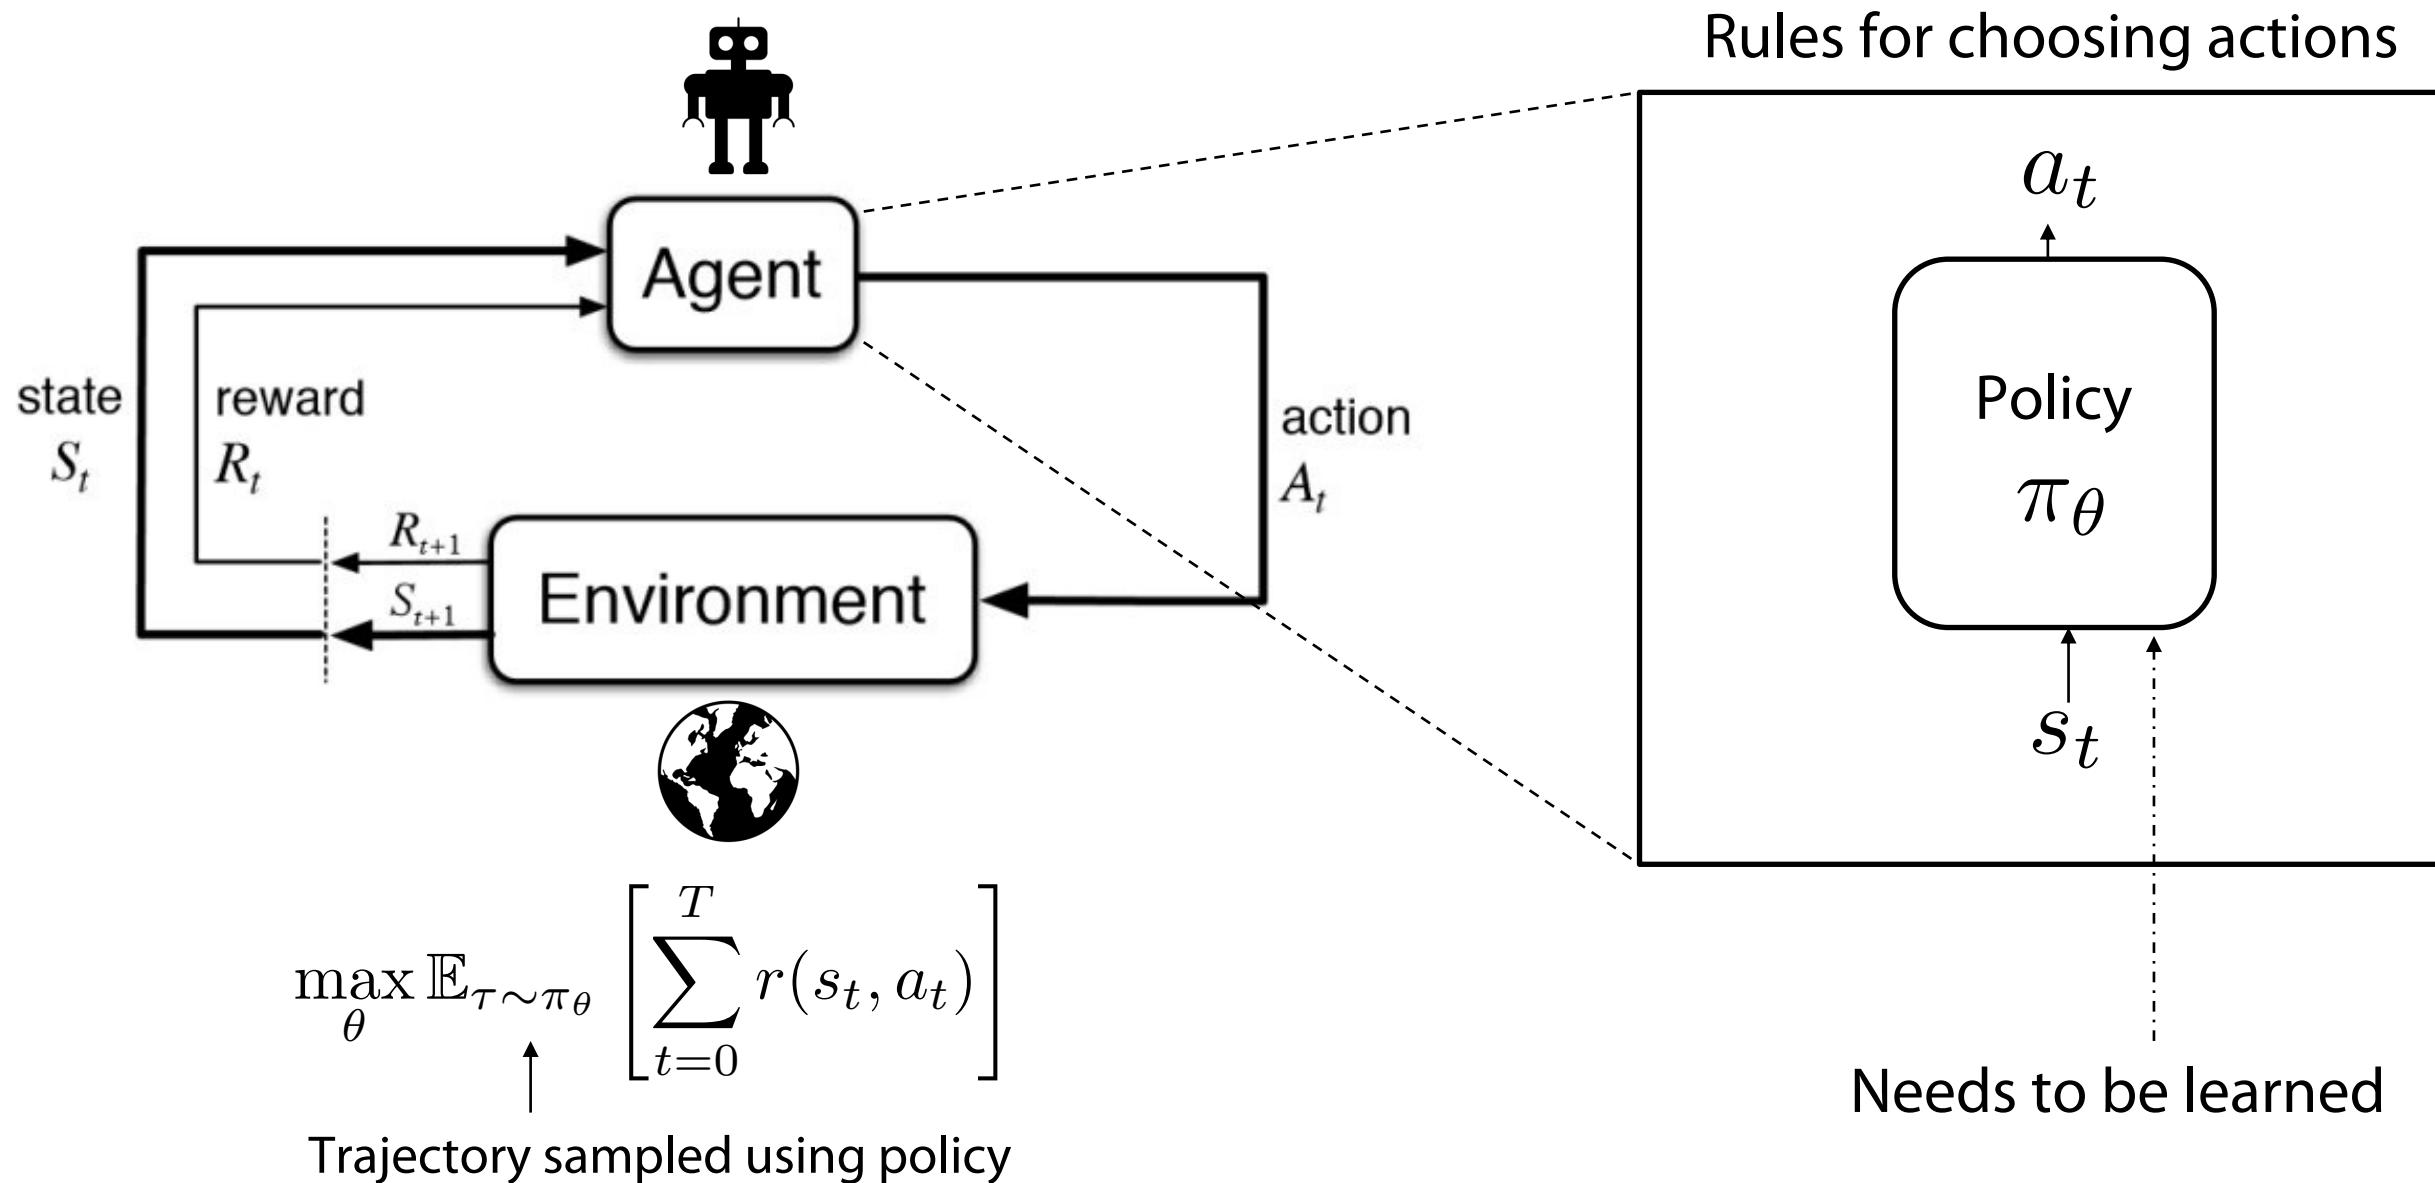 Rules for choosing actions
Agent
state
S_t
reward
R_t
action
A_t
R_{t+1}
S_{t+1}
Environment
a_t
Policy
π_θ
s_t
max_θ 𝔼_{τ∼π_θ} [∑_{t=0}^{T} r(s_t, a_t)]
Trajectory sampled using policy
Needs to be learned